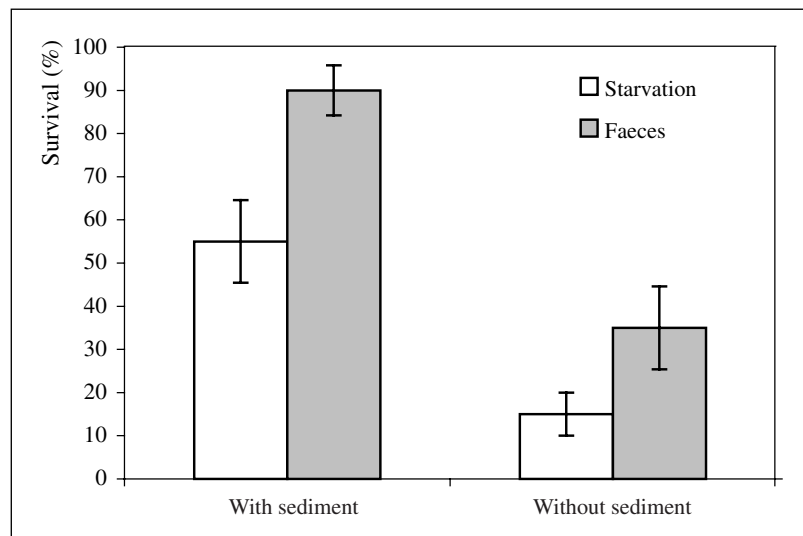 Survival (%)
100
90
80
70
60
50
40
30
20
10
0
Starvation
Faeces
With sediment
Without sediment